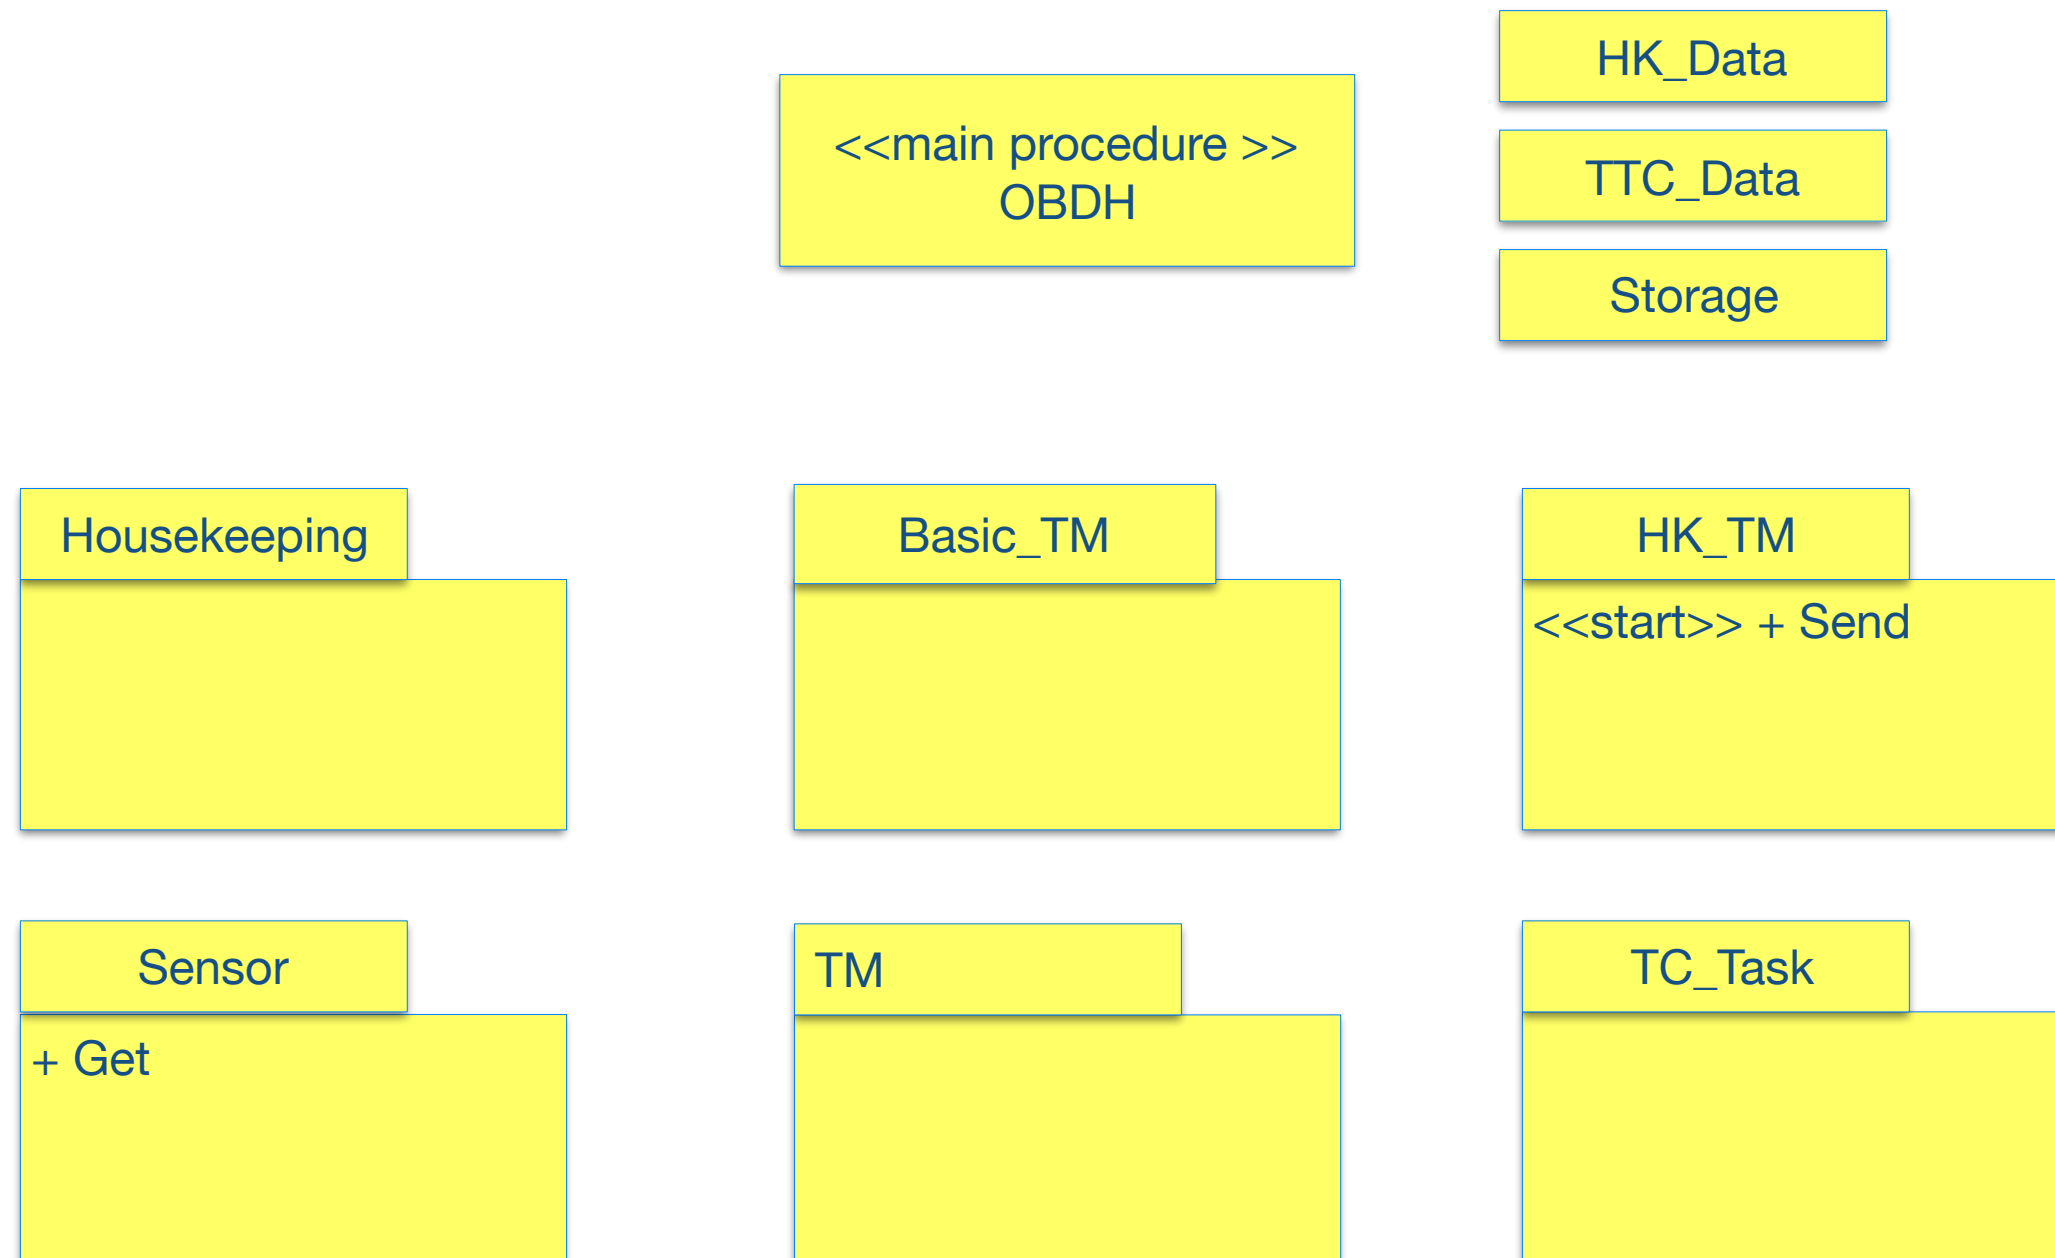 HK_Data
<<main procedure >>
OBDH
TTC_Data
Storage
Housekeeping
Basic_TM
HK_TM
<<start>> + Send
Sensor
TM
TC_Task
+ Get